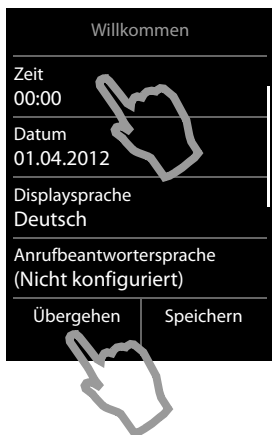 Willkommen
Zeit
00:00
Datum
01.04.2012
Displaysprache
Deutsch
Anrufbeantwortersprache
(Nicht konfiguriert)
Übergehen Speichern